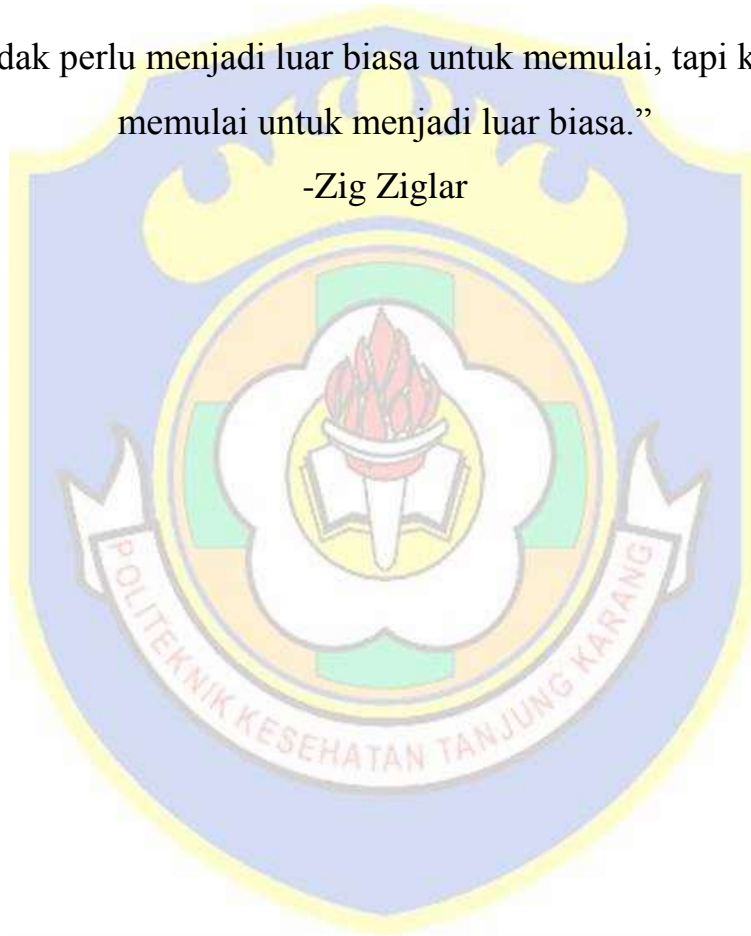 dak perlu menjadi luar biasa untuk memulai, tapi k
memulai untuk menjadi luar biasa.”
-Zig Ziglar
POLITEKNIK KESEHATAN TANJUNG KARANG